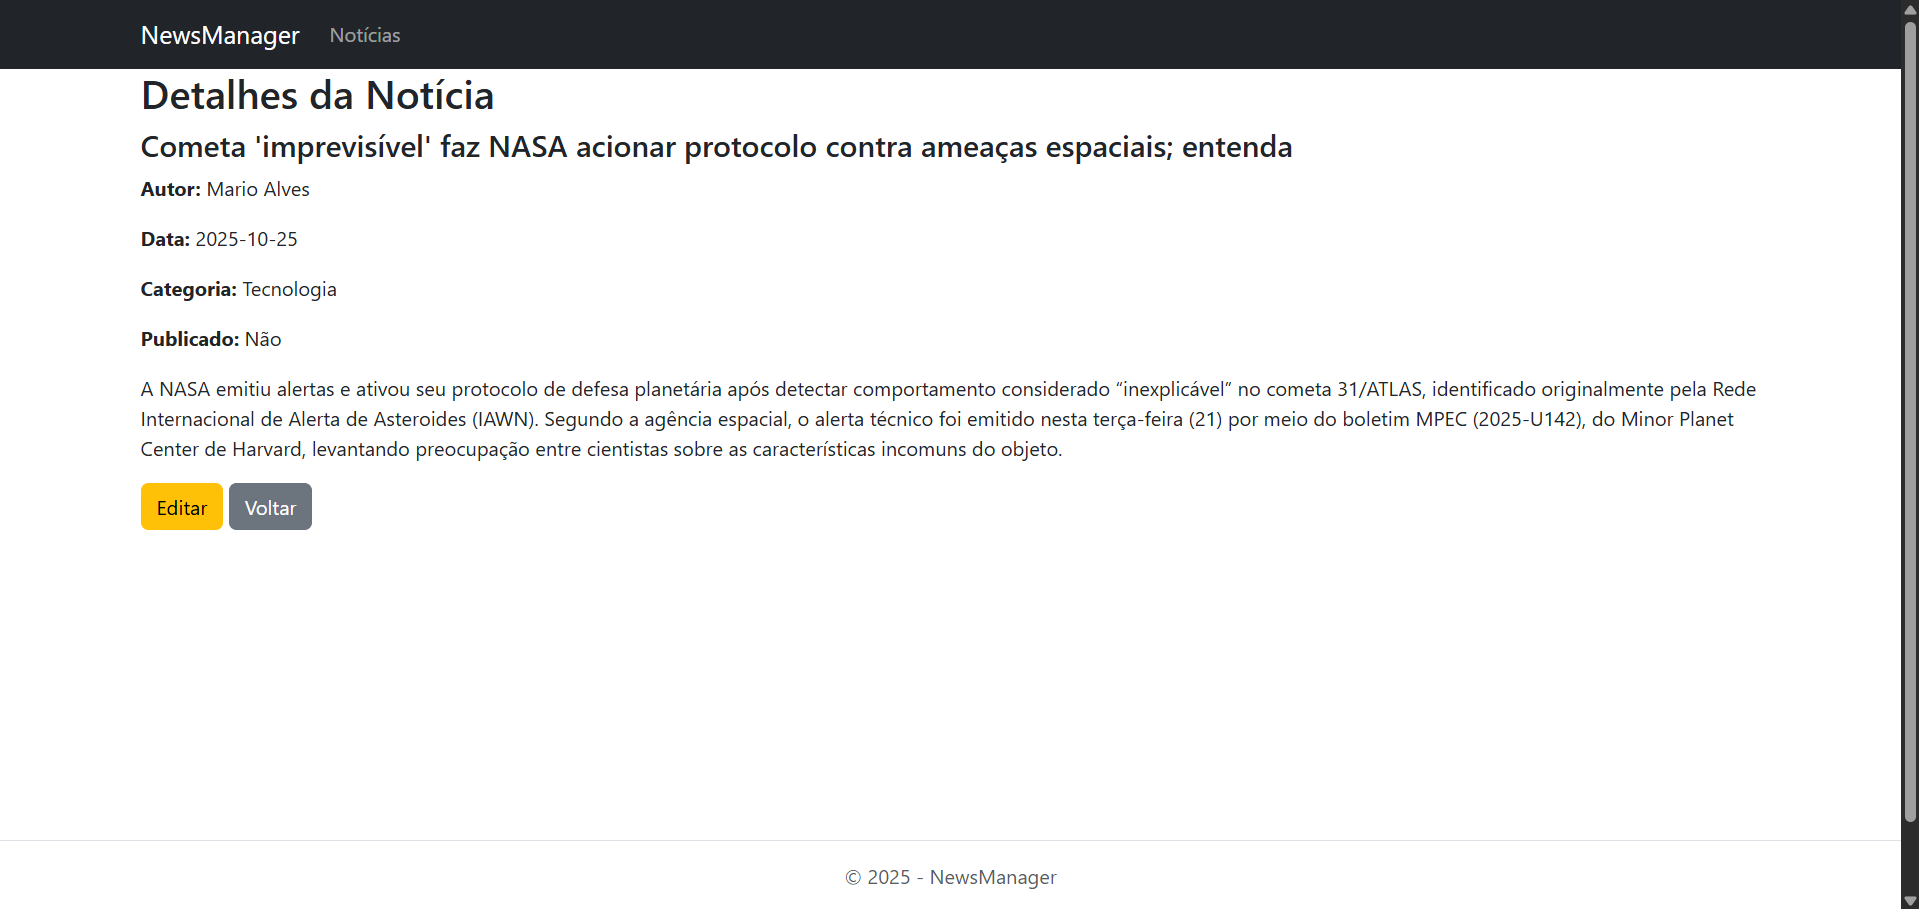 NewsManager Notícias
Detalhes da Notícia
Cometa 'imprevisível' faz NASA acionar protocolo contra ameaças espaciais; entenda
Autor: Mario Alves
Data: 2025-10-25
Categoria: Tecnologia
Publicado: Não
A NASA emitiu alertas e ativou seu protocolo de defesa planetária após detectar comportamento considerado “inexplicável” no cometa 31/ATLAS, identificado originalmente pela Rede
Internacional de Alerta de Asteroides (IAWN). Segundo a agência espacial, o alerta técnico foi emitido nesta terça-feira (21) por meio do boletim MPEC (2025-U142), do Minor Planet
Center de Harvard, levantando preocupação entre cientistas sobre as características incomuns do objeto.
Editar Voltar
© 2025 - NewsManager